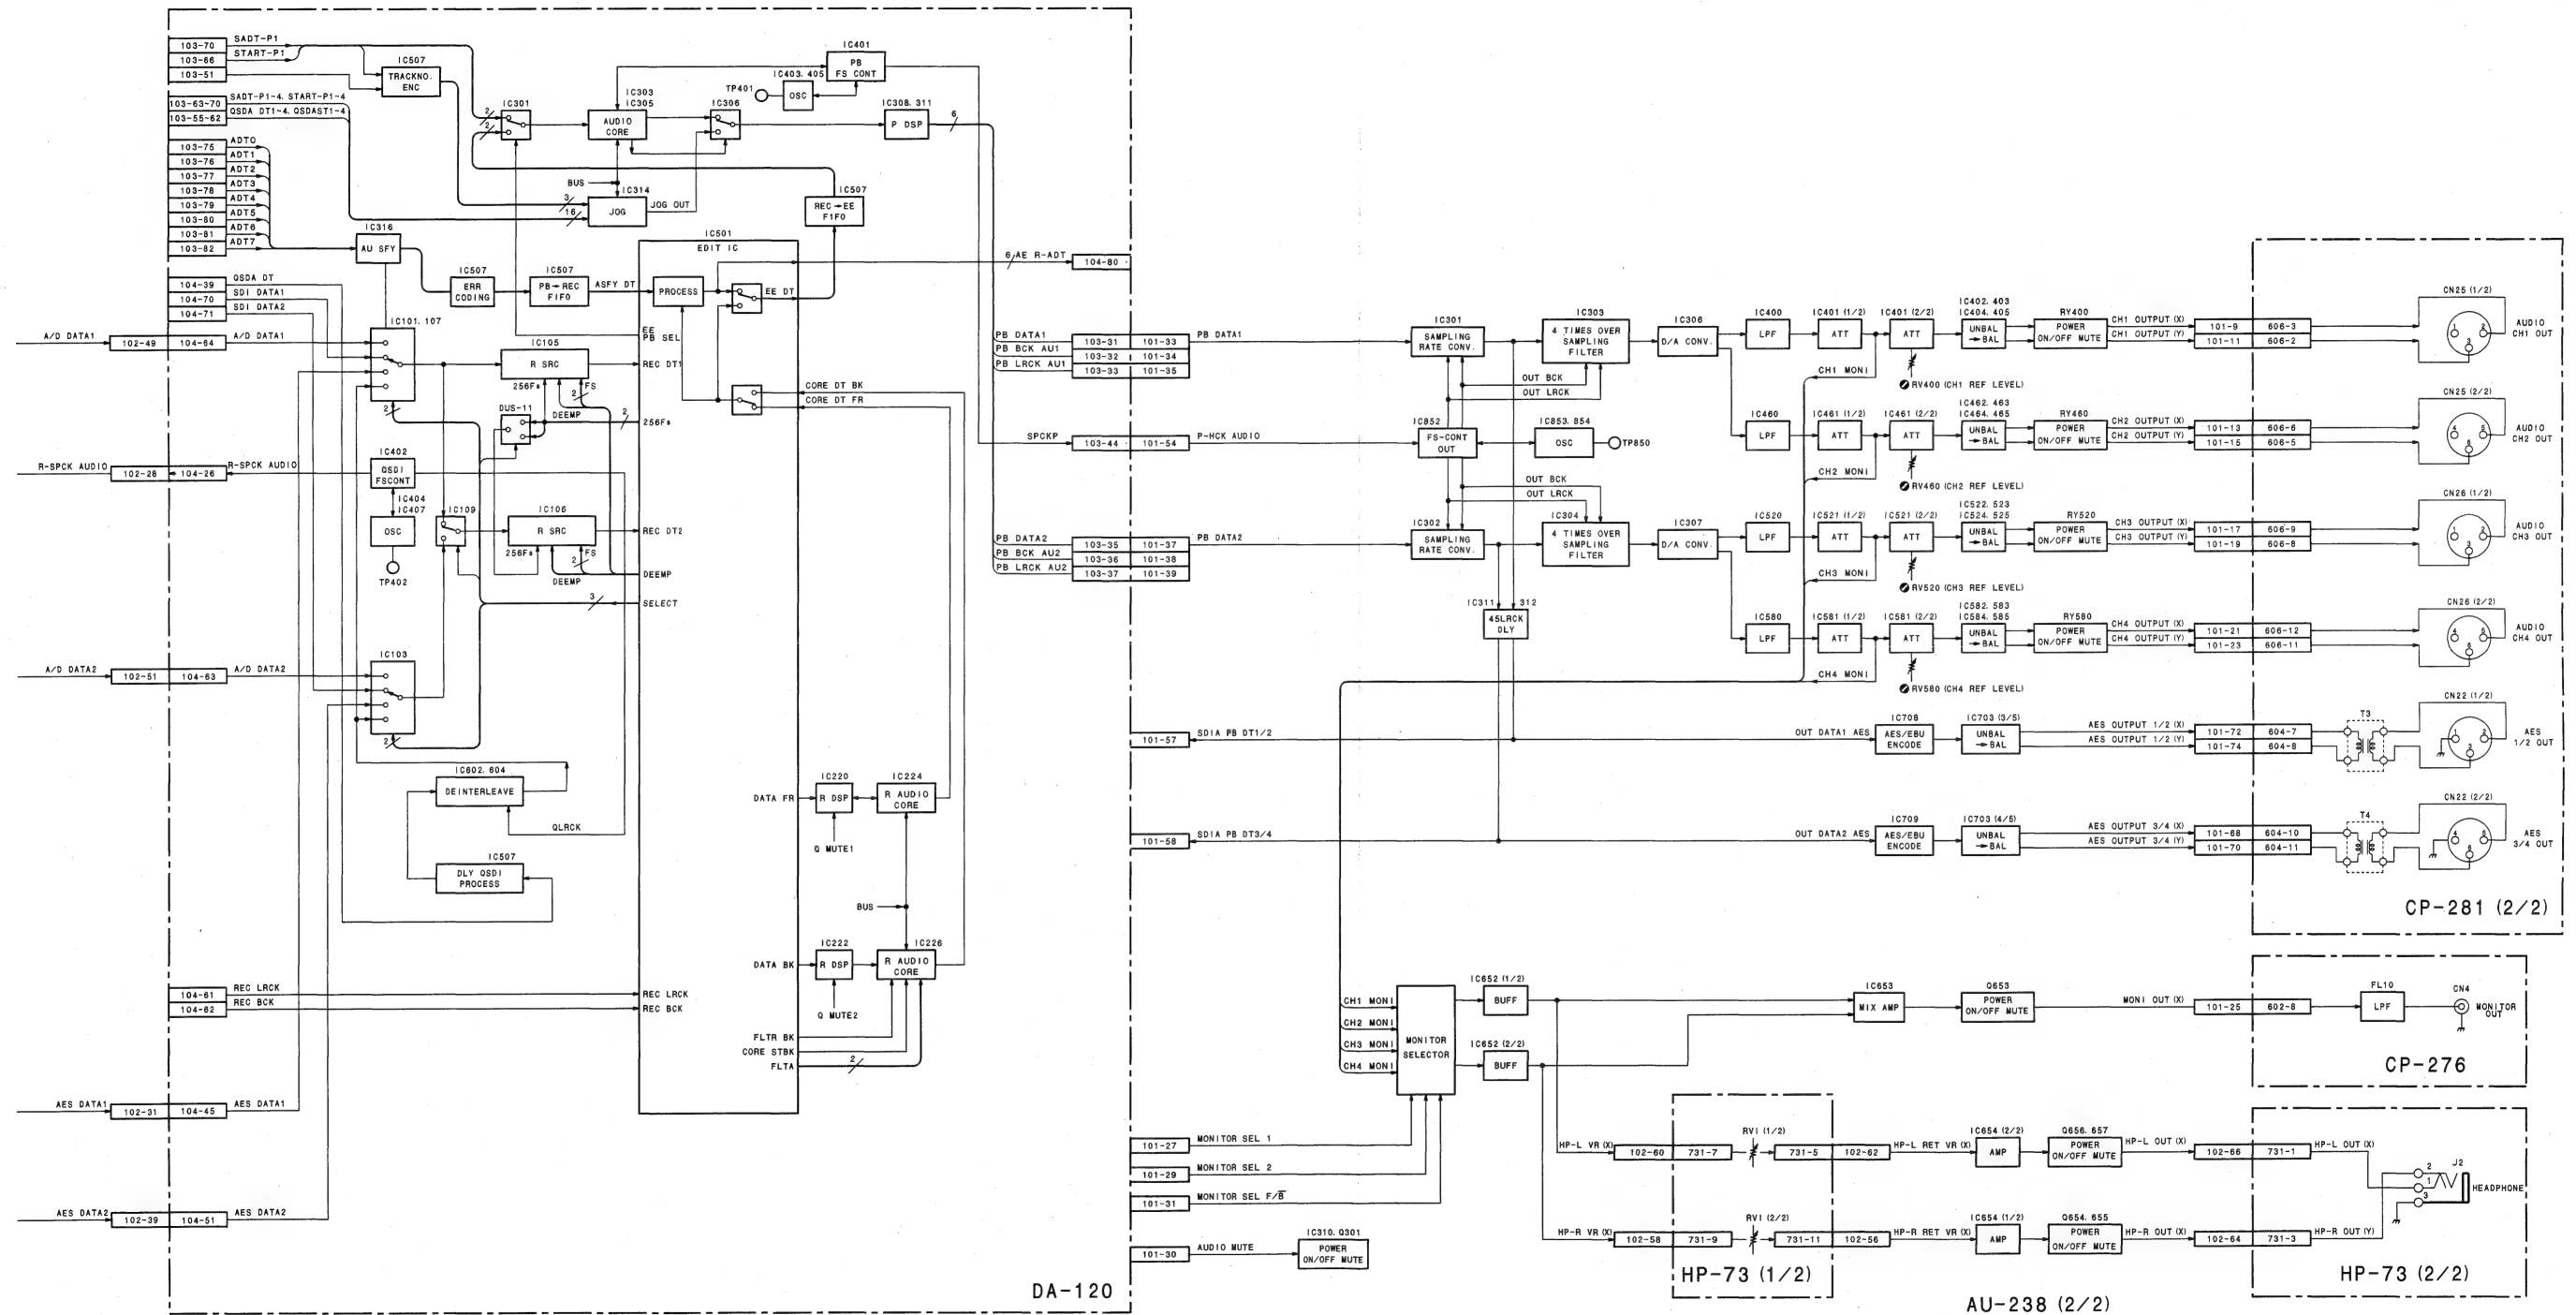 103-70 SADT-P1
103-66 START-P1
103-51
IC507
TRACKNO.
ENC
103-63-70 SADT-P1~4. START-P1~4
103-55-62 QSDA DT1~4. QSDAST1~4
103-75 ADT0
103-76 ADT1
103-77 ADT2
103-78 ADT3
103-79 ADT4
103-80 ADT5
103-81 ADT6
103-82 ADT7
IC316
AU SFY
104-39 QSDA DT
104-70 SDI DATA1
104-71 SDI DATA2
A/D DATA1 102-49 104-64 A/D DATA1
IC101. 107
2
R-SPCK AUDIO 102-28 104-26 R-SPCK AUDIO
IC402
QSDI
FSCONT
IC404
IC407
OSC
TP402
IC109
A/D DATA2 102-51 104-63 A/D DATA2
IC103
2
IC602. 604
DEINTERLEAVE
QLRCK
IC507
DLY QSDI
PROCESS
104-61 REC LRCK
104-62 REC BCK
AES DATA1 102-31 104-45 AES DATA1
AES DATA2 102-39 104-51 AES DATA2
IC301
2
2
IC303
IC305
AUDIO
CORE
IC306
TP401
IC403. 405
OSC
IC401
PB
FS CONT
IC308. 311
P DSP
6
BUS
IC314
JOG
JOG OUT
3
16
IC507
REC→EE
FIFO
IC507
ERR
CODING
IC507
PB→REC
FIFO
ASFY DT
IC501
EDIT IC
PROCESS
EE DT
EE
PB SEL
IC105
R SRC
256Fs
2
FS
DEEMP
DUS-11
REC DT1
2
256Fs
CORE DT BK
CORE DT FR
IC106
R SRC
256Fs
2
FS
DEEMP
REC DT2
DEEMP
3
SELECT
DATA FR
IC220
R DSP
Q MUTE1
IC224
R AUDIO
CORE
BUS
DATA BK
IC222
R DSP
Q MUTE2
IC226
R AUDIO
CORE
REC LRCK
REC BCK
FLTR BK
CORE STBK
FLTA
2
6 AE R-ADT 104-80
PB DATA1 103-31 101-33 PB DATA1
PB BCK AU1 103-32 101-34
PB LRCK AU1 103-33 101-35
SPCKP 103-44 101-54 P-HCK AUDIO
PB DATA2 103-35 101-37 PB DATA2
PB BCK AU2 103-36 101-38
PB LRCK AU2 103-37 101-39
101-57 SDIA PB DT1/2
101-58 SDIA PB DT3/4
101-27 MONITOR SEL 1
101-29 MONITOR SEL 2
101-31 MONITOR SEL F/B̅
101-30 AUDIO MUTE
IC310. Q301
POWER
ON/OFF MUTE
DA-120
IC301
SAMPLING
RATE CONV.
IC303
4 TIMES OVER
SAMPLING
FILTER
IC306
D/A CONV.
OUT BCK
OUT LRCK
IC852
FS-CONT
OUT
IC853. 854
OSC
TP850
OUT BCK
OUT LRCK
IC302
SAMPLING
RATE CONV.
IC304
4 TIMES OVER
SAMPLING
FILTER
IC307
D/A CONV.
IC311 312
45LRCK
DLY
IC400
LPF
IC401 (1/2)
ATT
IC401 (2/2)
ATT
IC402. 403
IC404. 405
UNBAL
→BAL
RY400
POWER
ON/OFF MUTE
CH1 OUTPUT (X) 101-9 606-3
CH1 OUTPUT (Y) 101-11 606-2
CH1 MONI
RV400 (CH1 REF LEVEL)
IC460
LPF
IC461 (1/2)
ATT
IC461 (2/2)
ATT
IC462. 463
IC464. 465
UNBAL
→BAL
RY460
POWER
ON/OFF MUTE
CH2 OUTPUT (X) 101-13 606-6
CH2 OUTPUT (Y) 101-15 606-5
CH2 MONI
RV460 (CH2 REF LEVEL)
IC520
LPF
IC521 (1/2)
ATT
IC521 (2/2)
ATT
IC522. 523
IC524. 525
UNBAL
→BAL
RY520
POWER
ON/OFF MUTE
CH3 OUTPUT (X) 101-17 606-9
CH3 OUTPUT (Y) 101-19 606-8
CH3 MONI
RV520 (CH3 REF LEVEL)
IC580
LPF
IC581 (1/2)
ATT
IC581 (2/2)
ATT
IC582. 583
IC584. 585
UNBAL
→BAL
RY580
POWER
ON/OFF MUTE
CH4 OUTPUT (X) 101-21 606-12
CH4 OUTPUT (Y) 101-23 606-11
CH4 MONI
RV580 (CH4 REF LEVEL)
OUT DATA1 AES
IC708
AES/EBU
ENCODE
IC703 (3/5)
UNBAL
→BAL
AES OUTPUT 1/2 (X) 101-72 604-7
AES OUTPUT 1/2 (Y) 101-74 604-8
OUT DATA2 AES
IC709
AES/EBU
ENCODE
IC703 (4/5)
UNBAL
→BAL
AES OUTPUT 3/4 (X) 101-68 604-10
AES OUTPUT 3/4 (Y) 101-70 604-11
CN25 (1/2)
1 2 3
AUDIO
CH1 OUT
CN25 (2/2)
4 5 6
AUDIO
CH2 OUT
CN26 (1/2)
1 2 3
AUDIO
CH3 OUT
CN26 (2/2)
4 5 6
AUDIO
CH4 OUT
T3
CN22 (1/2)
1 2 3
AES
1/2 OUT
T4
CN22 (2/2)
4 5 6
AES
3/4 OUT
CP-281 (2/2)
CH1 MONI
CH2 MONI
CH3 MONI
CH4 MONI
MONITOR
SELECTOR
IC652 (1/2)
BUFF
IC652 (2/2)
BUFF
IC653
MIX AMP
Q653
POWER
ON/OFF MUTE
MONI OUT (X) 101-25 602-8
FL10
LPF
CN4
MONITOR
OUT
CP-276
HP-L VR (X) 102-60 731-7
RV1 (1/2)
731-5 102-62 HP-L RET VR (X)
IC654 (2/2)
AMP
Q656. 657
POWER
ON/OFF MUTE
HP-L OUT (X) 102-66 731-1 HP-L OUT (X)
HP-R VR (X) 102-58 731-9
RV1 (2/2)
731-11 102-56 HP-R RET VR (X)
IC654 (1/2)
AMP
Q654. 655
POWER
ON/OFF MUTE
HP-R OUT (X) 102-64 731-3 HP-R OUT (Y)
J2
2
1
3
HEADPHONE
HP-73 (1/2)
HP-73 (2/2)
AU-238 (2/2)